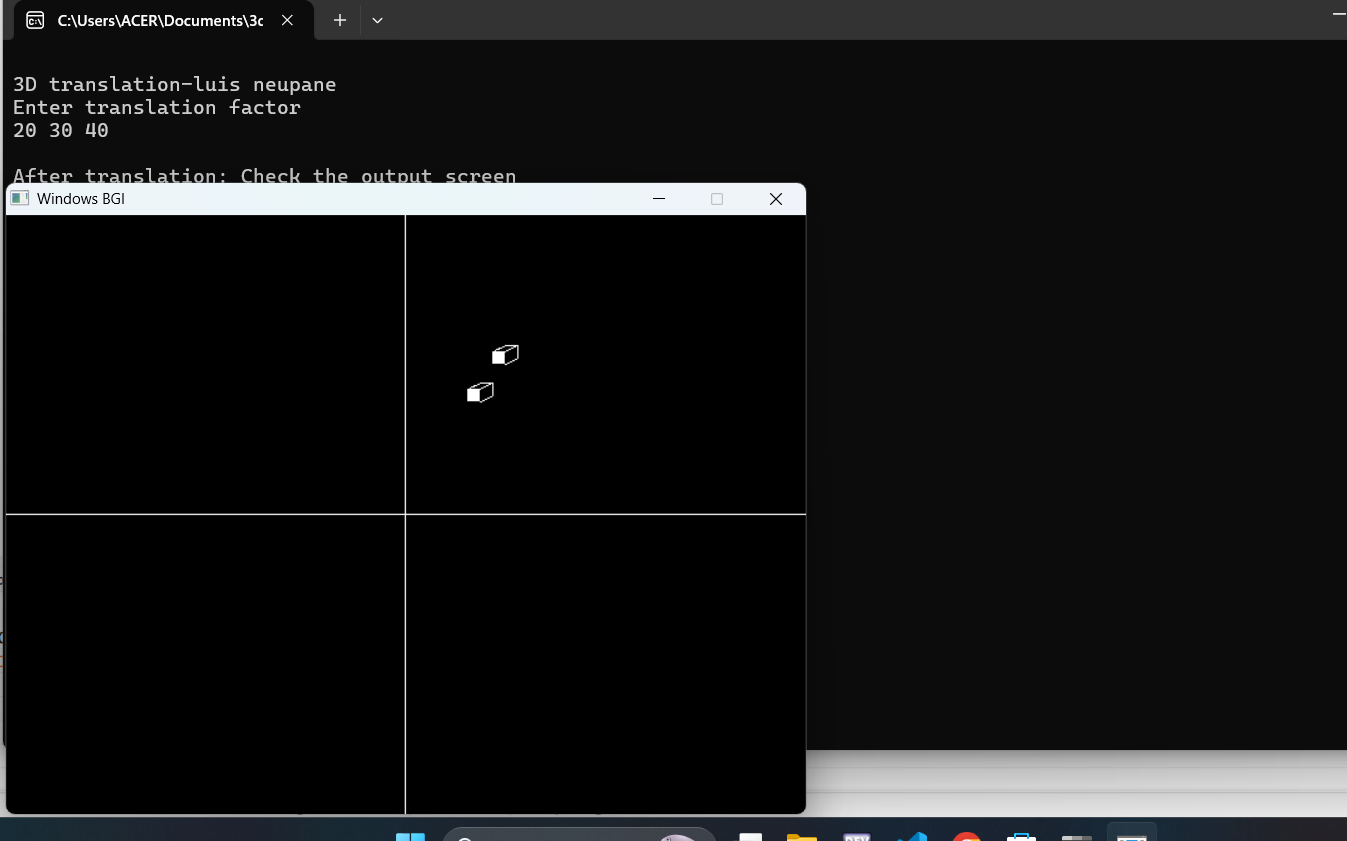 C:\Users\ACER\Documents\3c
3D translation-luis neupane
Enter translation factor
20 30 40
After translation: Check the output screen
Windows BGI
DEV